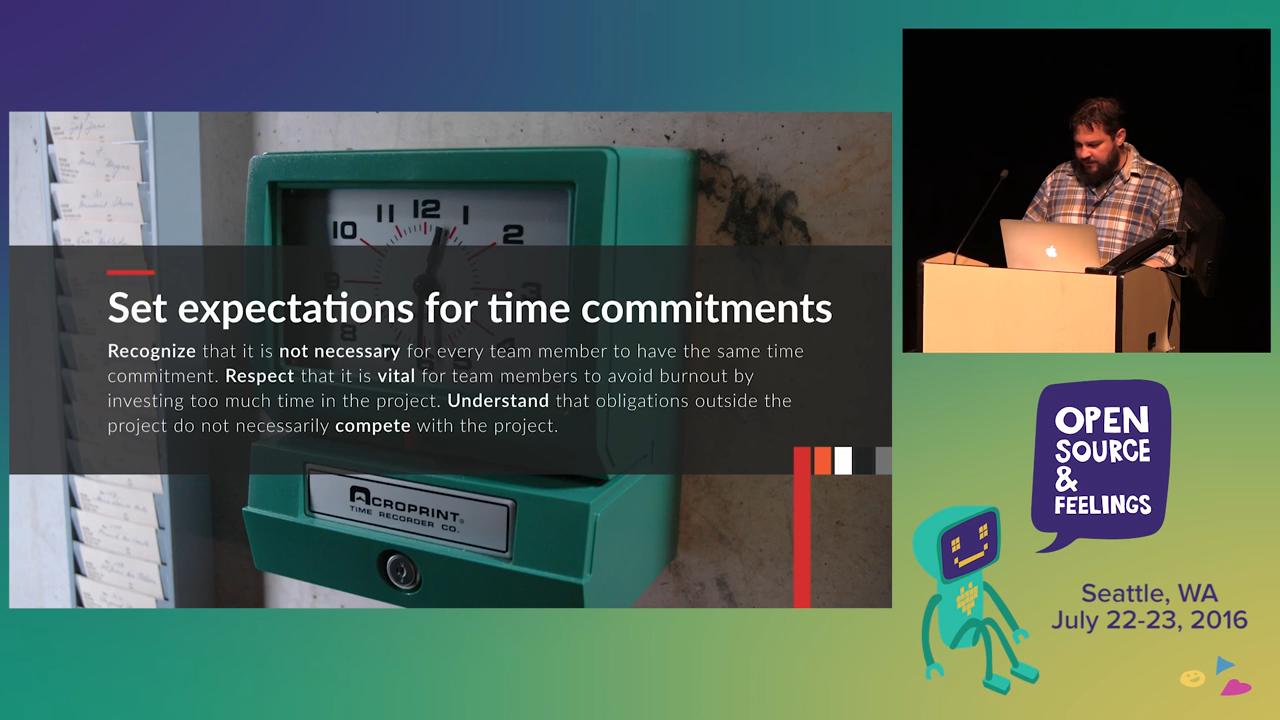 10
11
12
1
2
9
3
8
Set expectations for time commitments
Recognize that it is not necessary for every team member to have the same time
commitment. Respect that it is vital for team members to avoid burnout by
investing too much time in the project. Understand that obligations outside the
project do not necessarily compete with the project.
ACROPRINT®
TIME RECORDER CO.
OPEN
SOURCE
&
FEELINGS
Seattle, WA
July 22-23, 2016